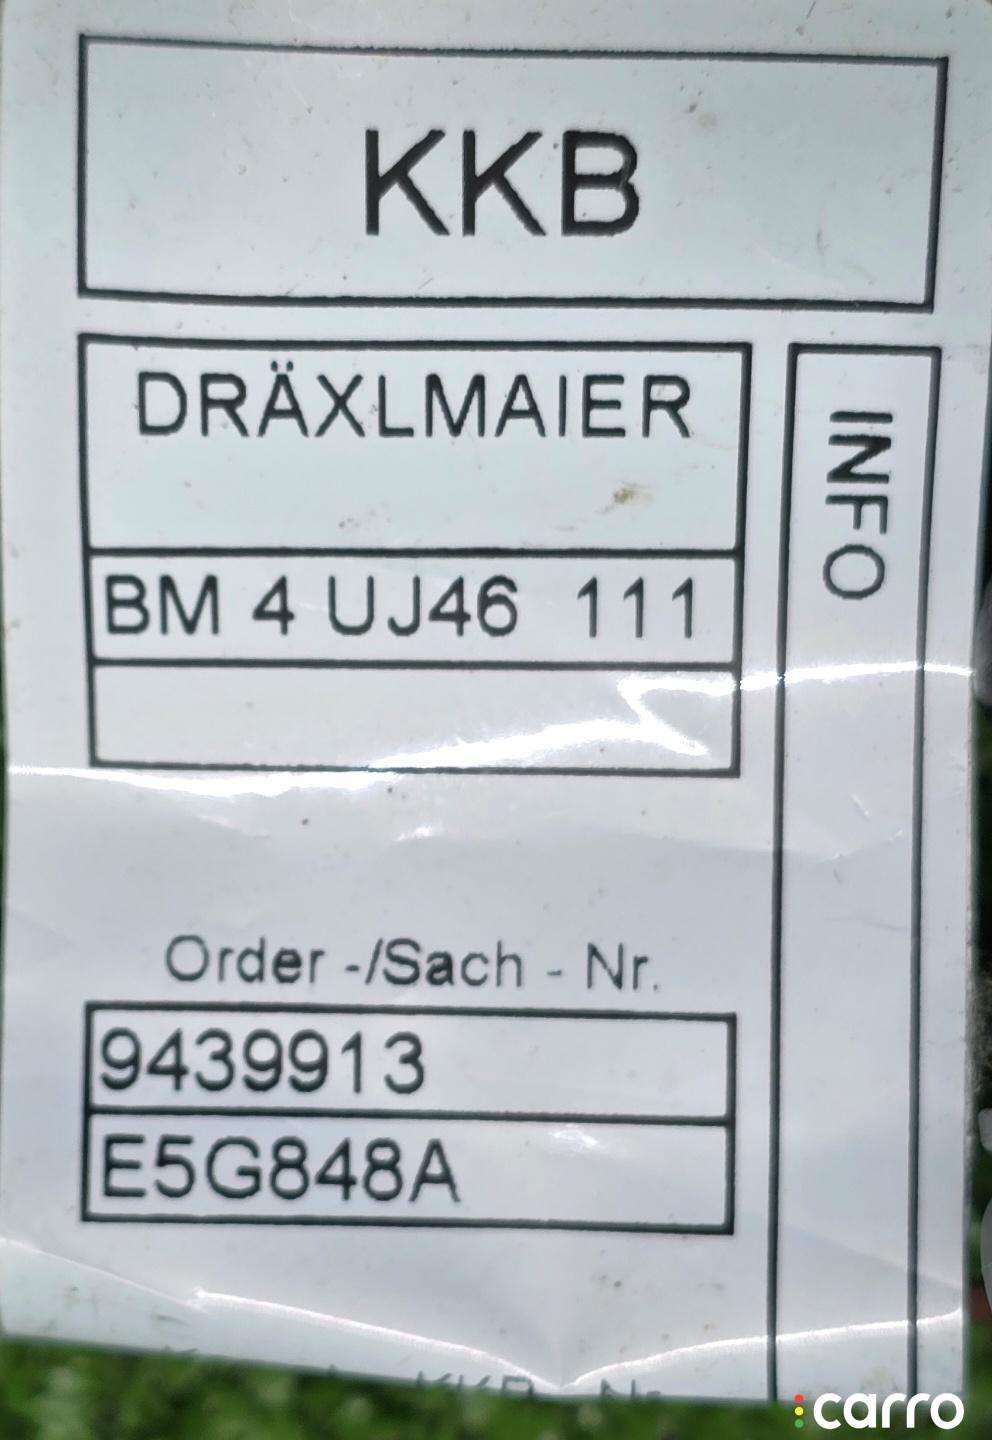 KKB
DRÄXLMAIER
INFO
BM 4 UJ46 111
Order -/Sach - Nr.
9439913
E5G848A
carro